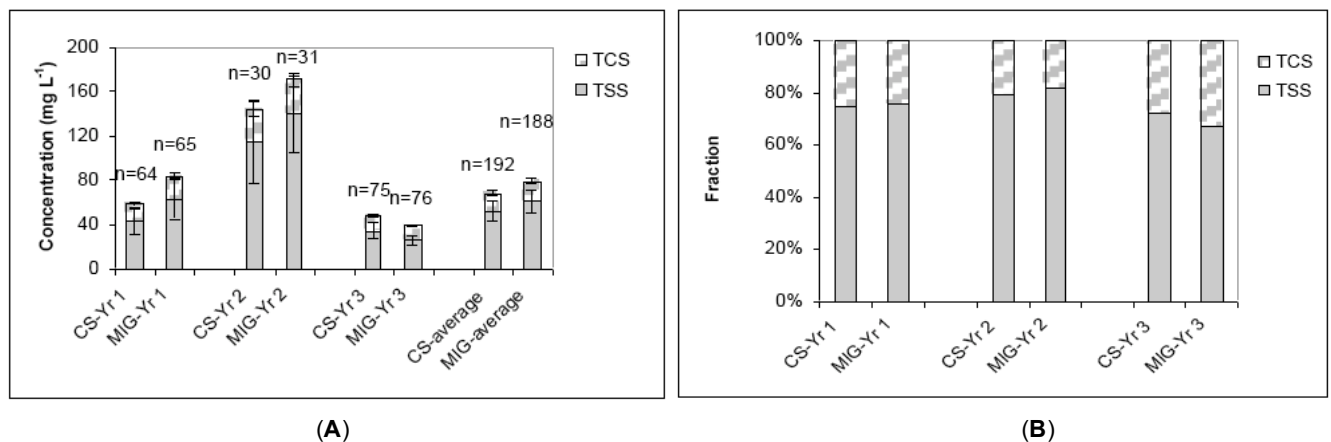 200
160
120
80
40
0
Concentration (mg L⁻¹)
n=64
n=65
n=30
n=31
n=75
n=76
n=192
n=188
TCS
TSS
CS-Yr 1
MIG-Yr 1
CS-Yr 2
MIG-Yr 2
CS-Yr 3
MIG-Yr 3
CS-average
MIG-average
(A)
100%
80%
60%
40%
20%
0%
Fraction
TCS
TSS
CS-Yr 1
MIG-Yr 1
CS-Yr 2
MIG-Yr 2
CS-Yr 3
MIG-Yr 3
(B)